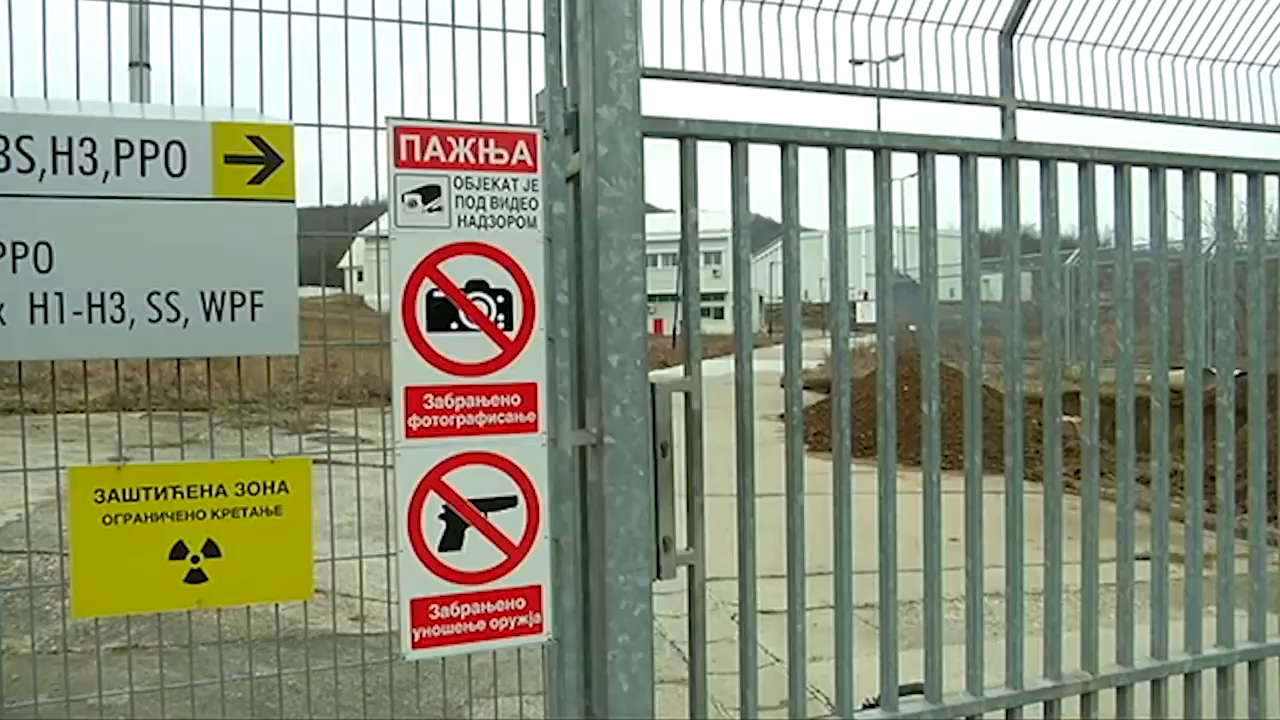 BS,H3,PPO
PPO
H1-H3, SS, WPF
ПАЖЊА
ОБЈЕКАТ ЈЕ
ПОД ВИДЕО
НАДЗОРОМ
Забрањено
фотографисање
Забрањено
уношење оружја
ЗАШТИЋЕНА ЗОНА
ОГРАНИЧЕНО КРЕТАЊЕ